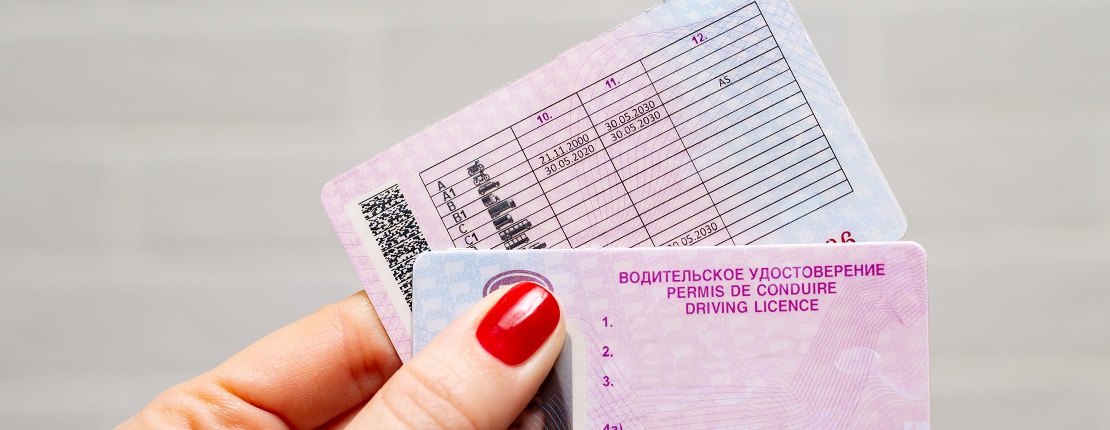 10. 11. 12.
A
A1
B 21.11.2000 30.05.2030 AS
B1 30.05.2020 30.05.2030
C
C1
30.05.2030
ВОДИТЕЛЬСКОЕ УДОСТОВЕРЕНИЕ
PERMIS DE CONDUIRE
DRIVING LICENCE
1.
2.
3.
4a)